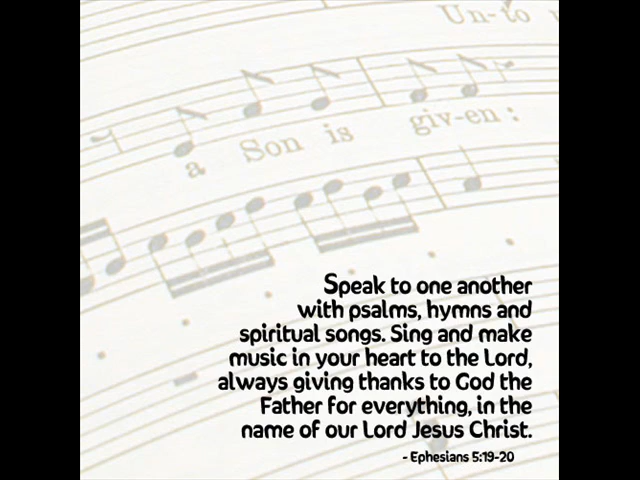 Un-to
a Son is giv-en:
Speak to one another
with psalms, hymns and
spiritual songs. Sing and make
music in your heart to the Lord,
always giving thanks to God the
Father for everything, in the
name of our Lord Jesus Christ.
- Ephesians 5:19-20